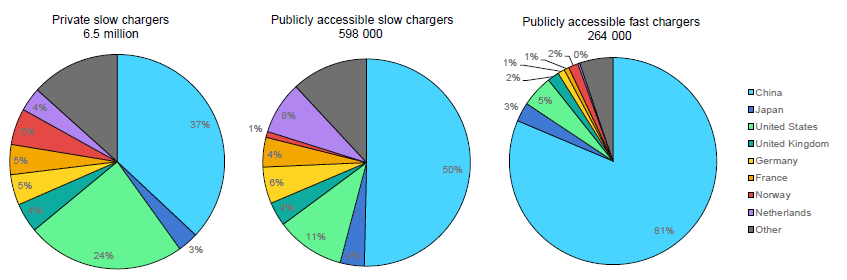 Private slow chargers
6.5 million
37%
3%
24%
4%
5%
5%
4%
Publicly accessible slow chargers
598 000
50%
11%
4%
6%
4%
1%
8%
Publicly accessible fast chargers
264 000
81%
3%
5%
2%
1%
1%
2%
0%
China
Japan
United States
United Kingdom
Germany
France
Norway
Netherlands
Other